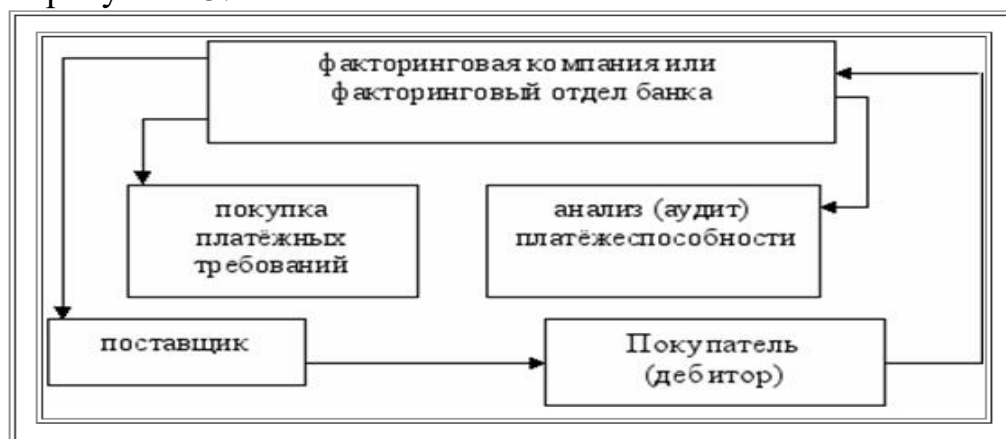 факторинговая компания или
факторинговый отдел банка
покупка
платёжных
требований
анализ (аудит)
платёжеспособности
поставщик
Покупатель
(дебитор)